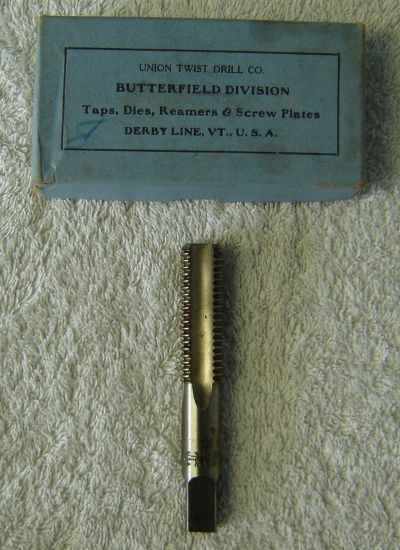 UNION TWIST DRILL CO.
BUTTERFIELD DIVISION
Taps, Dies, Reamers & Screw Plates
DERBY LINE, VT., U. S. A.